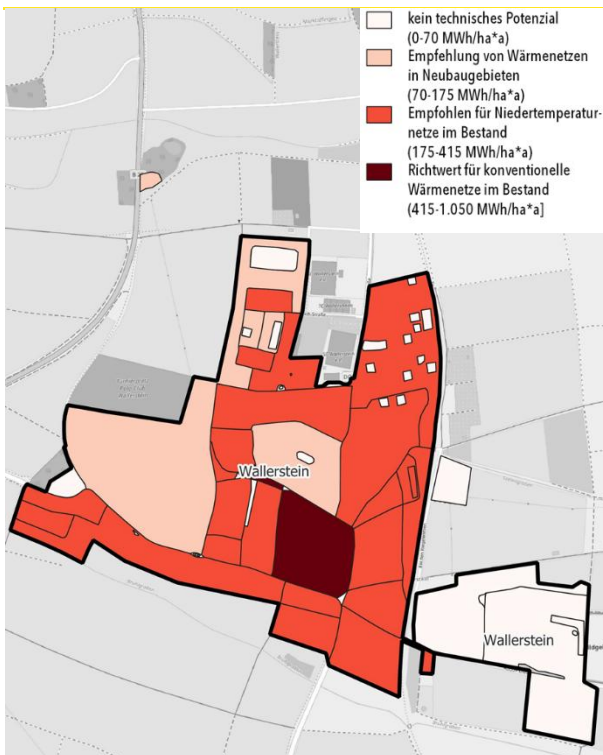 kein technisches Potenzial
(0-70 MWh/ha*a)
Empfehlung von Wärmenetzen
in Neubaugebieten
(70-175 MWh/ha*a)
Empfohlen für Niedertemperatur-
netze im Bestand
(175-415 MWh/ha*a)
Richtwert für konventionelle
Wärmenetze im Bestand
(415-1.050 MWh/ha*a]
Wallerstein
Wallerstein